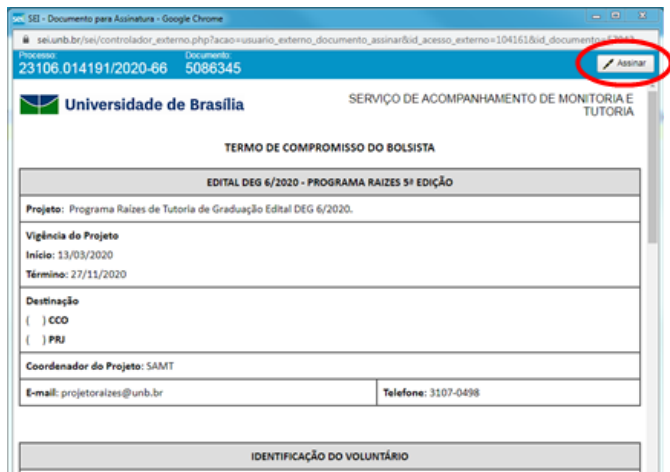 SEI - Documento para Assinatura - Google Chrome
sei.unb.br/sei/controlador_externo.php?acao=usuario_externo_documento_assinar&id_acesso_externo=104161&id_documento=
Processo: Documento:
23106.014191/2020-66 5086345
Assinar
Universidade de Brasília
SERVIÇO DE ACOMPANHAMENTO DE MONITORIA E
TUTORIA
TERMO DE COMPROMISSO DO BOLSISTA
EDITAL DEG 6/2020 - PROGRAMA RAIZES 5ª EDIÇÃO
Projeto: Programa Raízes de Tutoria de Graduação Edital DEG 6/2020.
Vigência do Projeto
Início: 13/03/2020
Término: 27/11/2020
Destinação
( ) CCO
( ) PRJ
Coordenador do Projeto: SAMT
E-mail: projetoraizes@unb.br Telefone: 3107-0498
IDENTIFICAÇÃO DO VOLUNTÁRIO